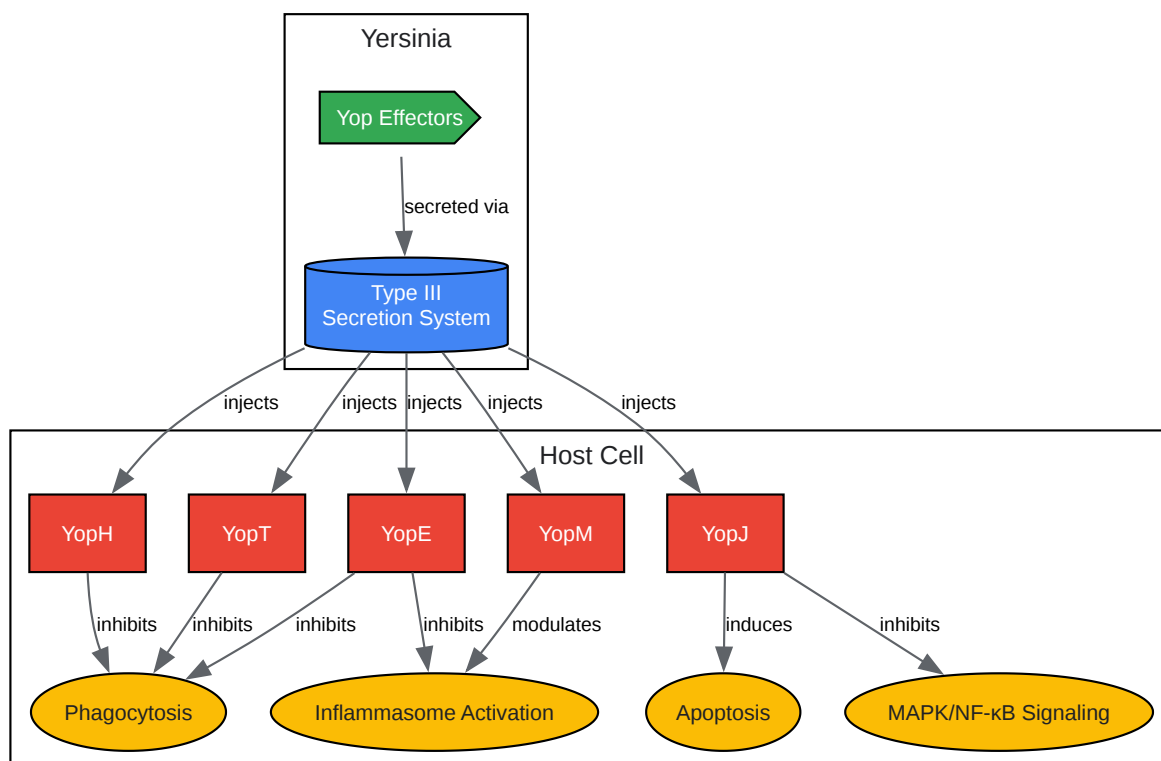 Yersinia
Yop Effectors
secreted via
Type III
Secretion System
injects
injects
injects
injects
injects
Host Cell
YopH
YopT
YopE
YopM
YopJ
inhibits
inhibits
inhibits
inhibits
modulates
induces
inhibits
Phagocytosis
Inflammasome Activation
Apoptosis
MAPK/NF-κB Signaling